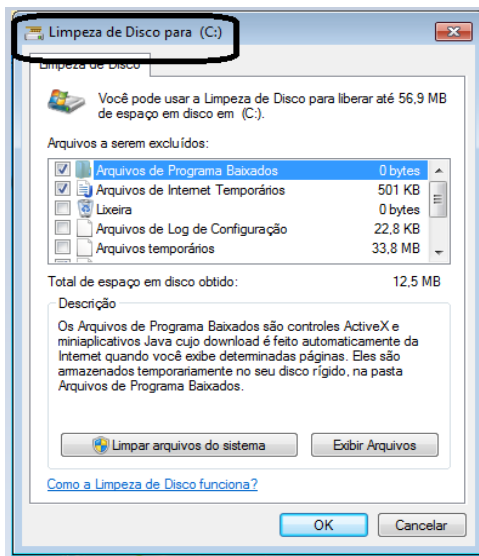 Limpeza de Disco para (C:)
Limpeza de Disco
Você pode usar a Limpeza de Disco para liberar até 56,9 MB
de espaço em disco em (C:).
Arquivos a serem excluídos:
Arquivos de Programa Baixados 0 bytes
Arquivos de Internet Temporários 501 KB
Lixeira 0 bytes
Arquivos de Log de Configuração 22,8 KB
Arquivos temporários 33,8 MB
Total de espaço em disco obtido: 12,5 MB
Descrição
Os Arquivos de Programa Baixados são controles ActiveX e
miniaplicativos Java cujo download é feito automaticamente da
Internet quando você exibe determinadas páginas. Eles são
armazenados temporariamente no seu disco rígido, na pasta
Arquivos de Programa Baixados.
Limpar arquivos do sistema Exibir Arquivos
Como a Limpeza de Disco funciona?
OK Cancelar